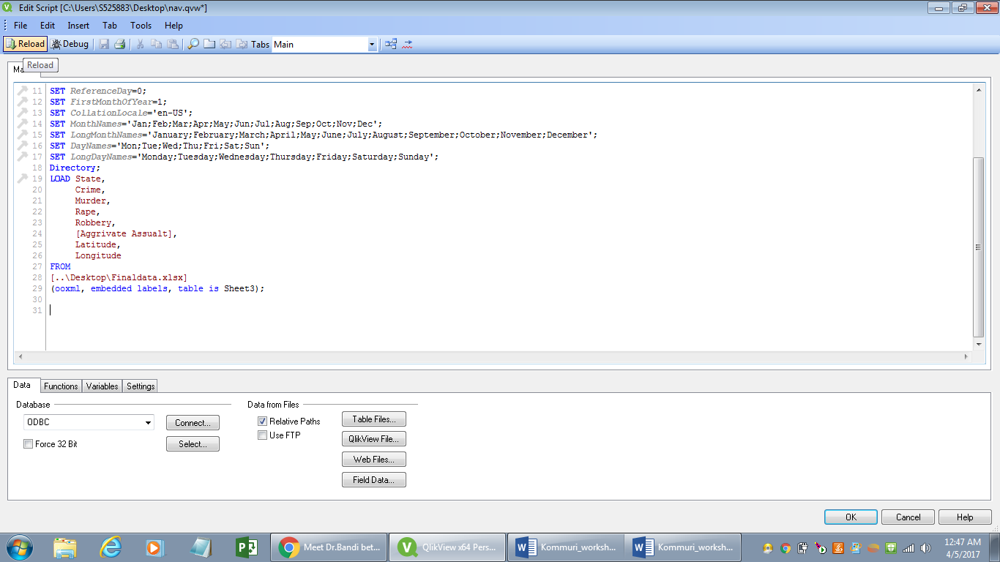 Edit Script [C:\Users\S525883\Desktop\nav.qvw*]
File Edit Insert Tab Tools Help
Reload Debug Tabs Main
Reload
11 SET ReferenceDay=0;
12 SET FirstMonthOfYear=1;
13 SET CollationLocale='en-US';
14 SET MonthNames='Jan;Feb;Mar;Apr;May;Jun;Jul;Aug;Sep;Oct;Nov;Dec';
15 SET LongMonthNames='January;February;March;April;May;June;July;August;September;October;November;December';
16 SET DayNames='Mon;Tue;Wed;Thu;Fri;Sat;Sun';
17 SET LongDayNames='Monday;Tuesday;Wednesday;Thursday;Friday;Saturday;Sunday';
18 Directory;
19 LOAD State,
20 Crime,
21 Murder,
22 Rape,
23 Robbery,
24 [Aggrivate Assualt],
25 Latitude,
26 Longitude
27 FROM
28 [..\Desktop\Finaldata.xlsx]
29 (ooxml, embedded labels, table is Sheet3);
30
31
Data Functions Variables Settings
Database Data from Files
ODBC Connect... Relative Paths Table Files...
Force 32 Bit Select... Use FTP QlikView File...
Web Files...
Field Data...
OK Cancel Help
Meet Dr.Bandi bet... QlikView x64 Pers... Kommuri_worksh... Kommuri_worksh... 12:47 AM
4/5/2017